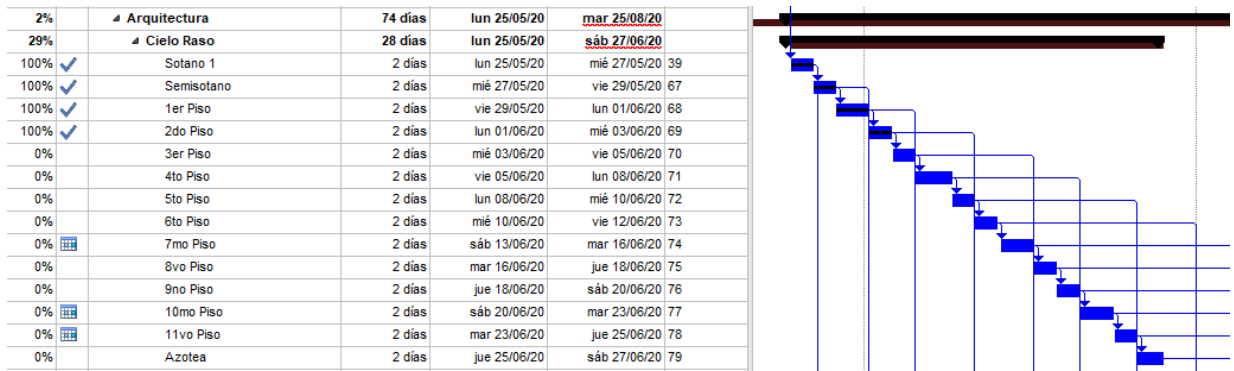 2% Arquitectura 74 días lun 25/05/20 mar 25/08/20
29% Cielo Raso 28 días lun 25/05/20 sáb 27/06/20
100% Sotano 1 2 días lun 25/05/20 mié 27/05/20 39
100% Semisotano 2 días mié 27/05/20 vie 29/05/20 67
100% 1er Piso 2 días vie 29/05/20 lun 01/06/20 68
100% 2do Piso 2 días lun 01/06/20 mié 03/06/20 69
0% 3er Piso 2 días mié 03/06/20 vie 05/06/20 70
0% 4to Piso 2 días vie 05/06/20 lun 08/06/20 71
0% 5to Piso 2 días lun 08/06/20 mié 10/06/20 72
0% 6to Piso 2 días mié 10/06/20 vie 12/06/20 73
0% 7mo Piso 2 días sáb 13/06/20 mar 16/06/20 74
0% 8vo Piso 2 días mar 16/06/20 jue 18/06/20 75
0% 9no Piso 2 días jue 18/06/20 sáb 20/06/20 76
0% 10mo Piso 2 días sáb 20/06/20 mar 23/06/20 77
0% 11vo Piso 2 días mar 23/06/20 jue 25/06/20 78
0% Azotea 2 días jue 25/06/20 sáb 27/06/20 79